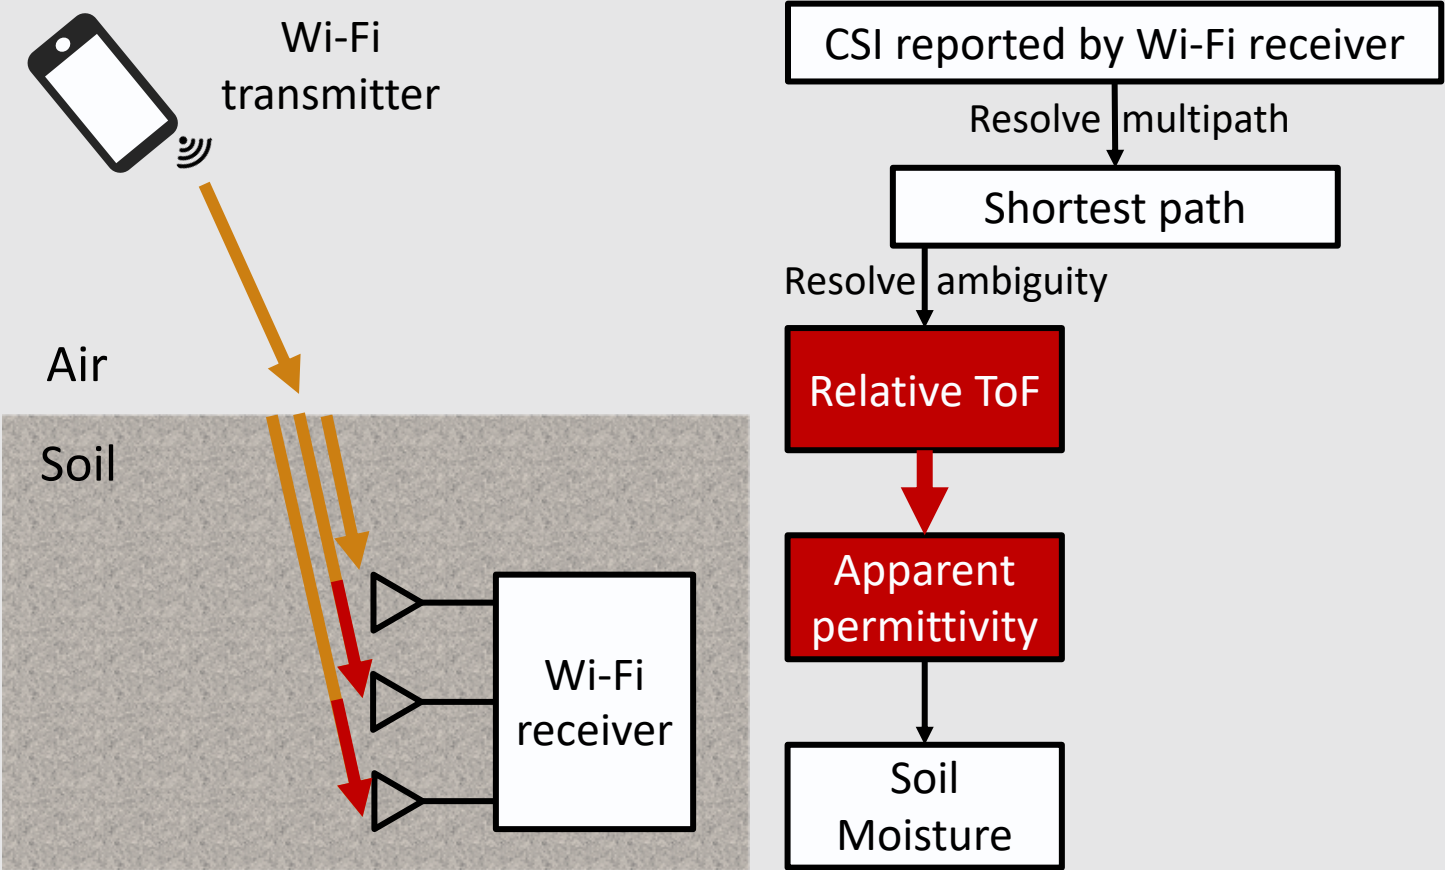 Wi-Fi
transmitter
Air
Soil
Wi-Fi
receiver
CSI reported by Wi-Fi receiver
Resolve multipath
Shortest path
Resolve ambiguity
Relative ToF
Apparent
permittivity
Soil
Moisture